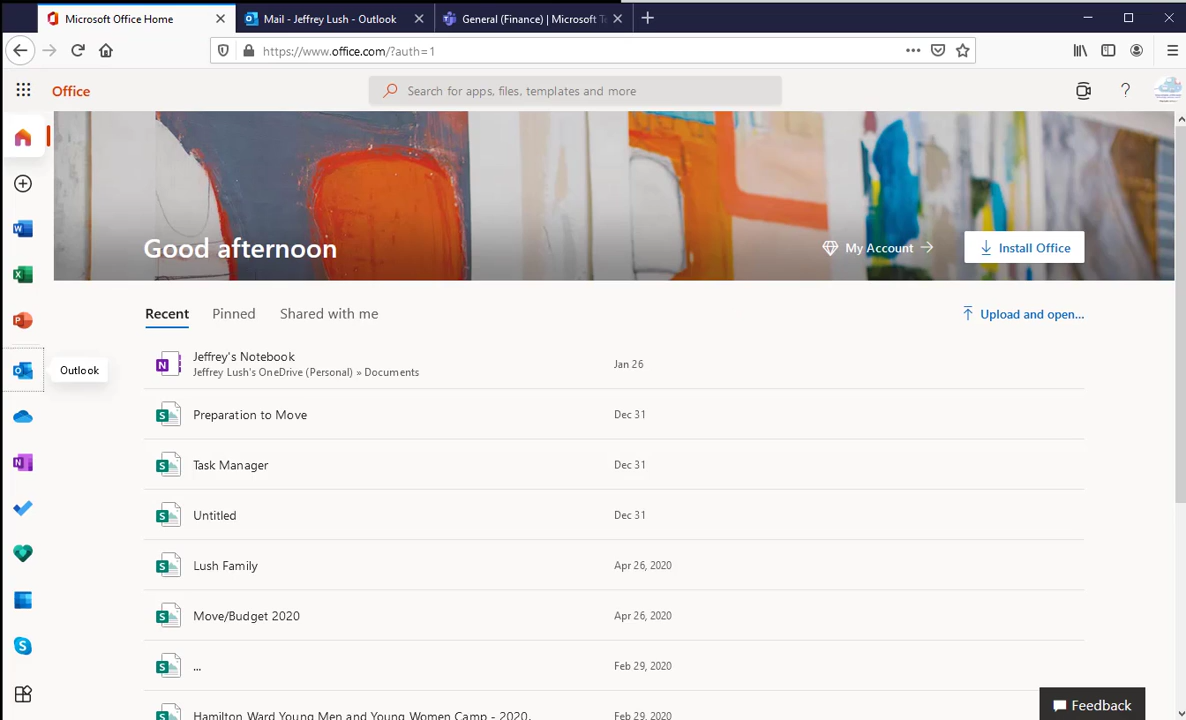 Microsoft Office Home
Mail - Jeffrey Lush - Outlook
General (Finance) | Microsoft Te
https://www.office.com/?auth=1
Office
Search for apps, files, templates and more
?
Good afternoon
My Account
Install Office
Recent
Pinned
Shared with me
Upload and open...
Jeffrey's Notebook
Jeffrey Lush's OneDrive (Personal) » Documents
Jan 26
Preparation to Move
Dec 31
Task Manager
Dec 31
Untitled
Dec 31
Lush Family
Apr 26, 2020
Move/Budget 2020
Apr 26, 2020
...
Feb 29, 2020
Hamilton Ward Young Men and Young Women Camp - 2020.
Feb 29, 2020
Outlook
Feedback